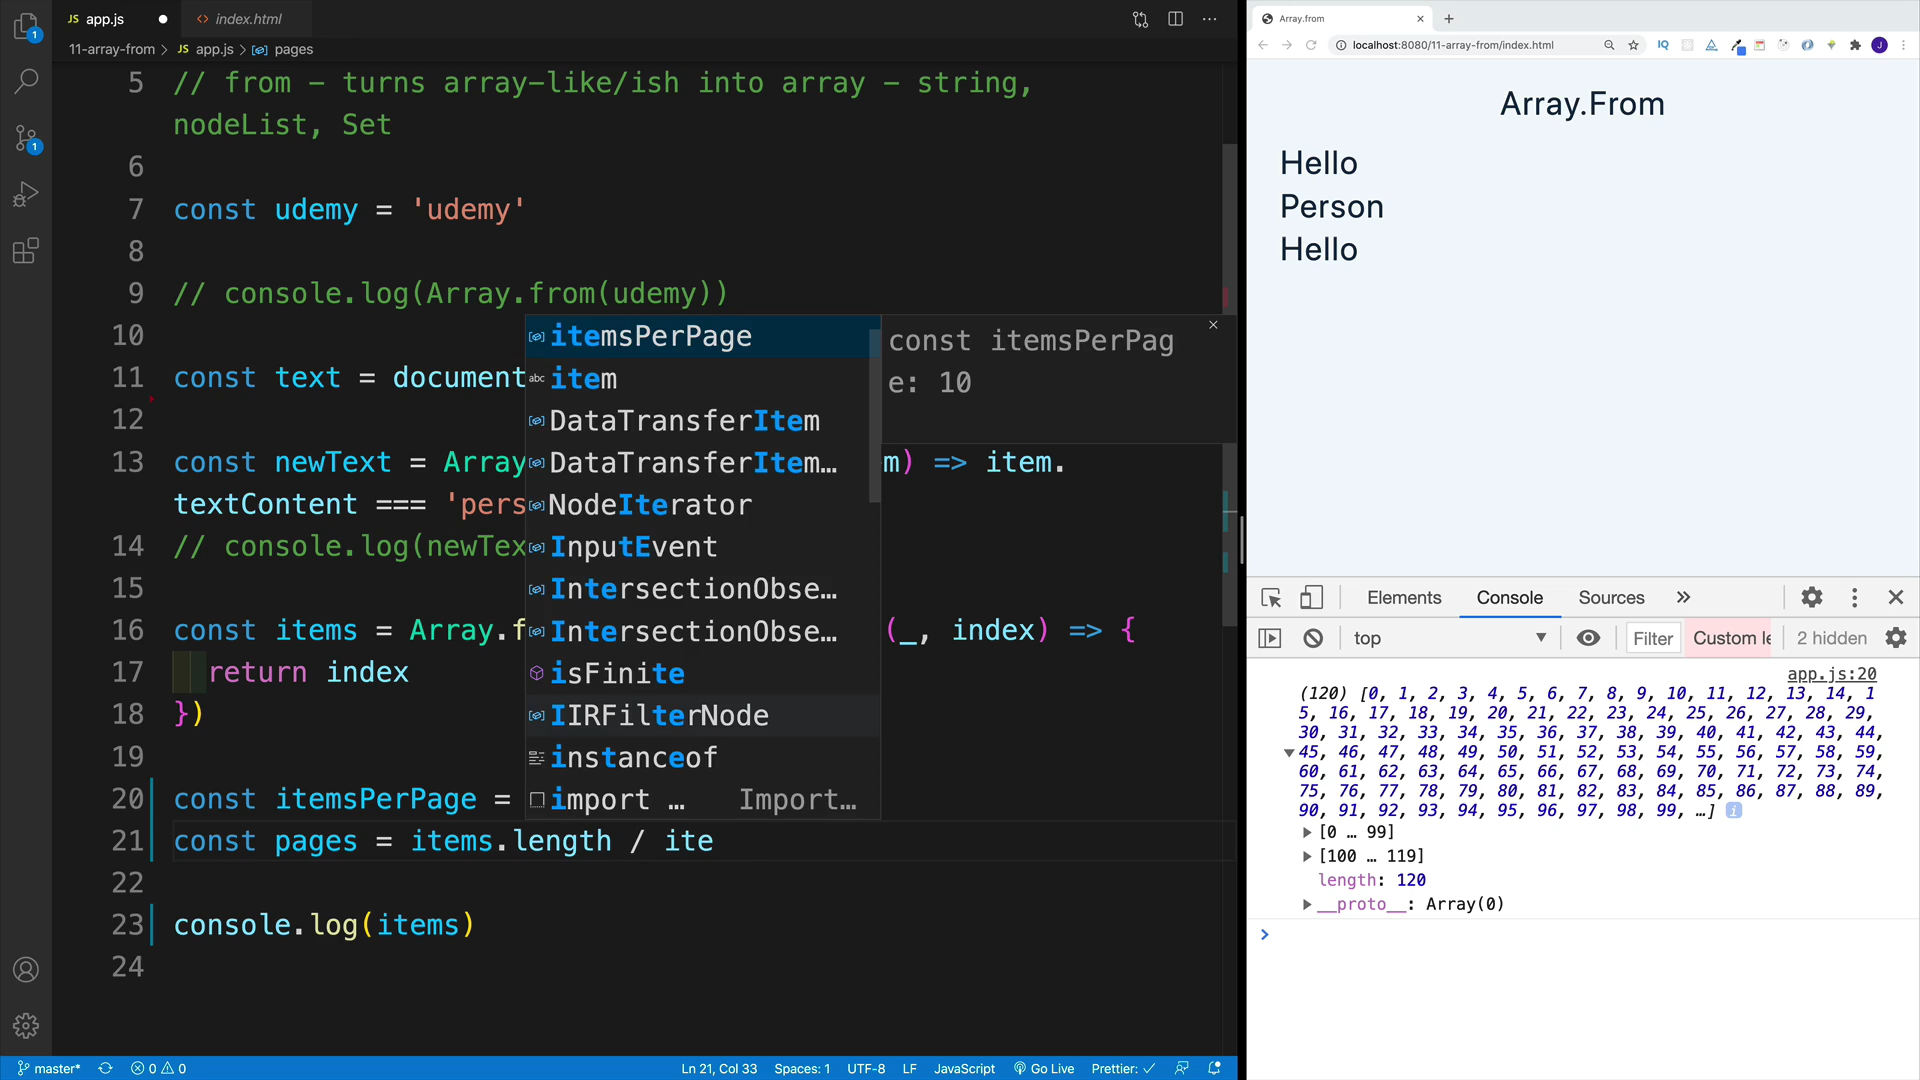 JS app.js
<> index.html
11-array-from > JS app.js > pages
5 // from - turns array-like/ish into array - string,
nodeList, Set
6
7 const udemy = 'udemy'
8
9 // console.log(Array.from(udemy))
10
11 const text = document
12
13 const newText = Array m) => item.
textContent === 'pers
14 // console.log(newTex
15
16 const items = Array.f (_, index) => {
17 return index
18 })
19
20 const itemsPerPage =
21 const pages = items.length / ite
22
23 console.log(items)
24
itemsPerPage
abc item
DataTransferItem
DataTransferItem…
NodeIterator
InputEvent
IntersectionObse…
IntersectionObse…
isFinite
IIRFilterNode
instanceof
import … Import…
const itemsPerPag
e: 10
1
1
master* 0 0
Ln 21, Col 33 Spaces: 1 UTF-8 LF JavaScript Go Live Prettier: ✓
Array.from
localhost:8080/11-array-from/index.html
IQ
J
Array.From
Hello
Person
Hello
Elements Console Sources »
top Filter Custom le 2 hidden
app.js:20
(120) [0, 1, 2, 3, 4, 5, 6, 7, 8, 9, 10, 11, 12, 13, 14, 1
5, 16, 17, 18, 19, 20, 21, 22, 23, 24, 25, 26, 27, 28, 29,
30, 31, 32, 33, 34, 35, 36, 37, 38, 39, 40, 41, 42, 43, 44,
45, 46, 47, 48, 49, 50, 51, 52, 53, 54, 55, 56, 57, 58, 59,
60, 61, 62, 63, 64, 65, 66, 67, 68, 69, 70, 71, 72, 73, 74,
75, 76, 77, 78, 79, 80, 81, 82, 83, 84, 85, 86, 87, 88, 89,
90, 91, 92, 93, 94, 95, 96, 97, 98, 99, …] i
[0 … 99]
[100 … 119]
length: 120
__proto__: Array(0)
>